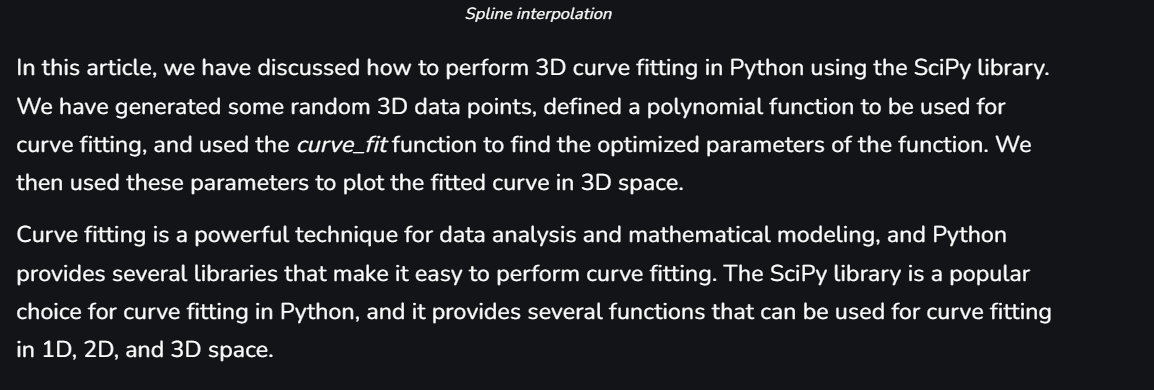 Spline interpolation
In this article, we have discussed how to perform 3D curve fitting in Python using the SciPy library.
We have generated some random 3D data points, defined a polynomial function to be used for
curve fitting, and used the curve_fit function to find the optimized parameters of the function. We
then used these parameters to plot the fitted curve in 3D space.
Curve fitting is a powerful technique for data analysis and mathematical modeling, and Python
provides several libraries that make it easy to perform curve fitting. The SciPy library is a popular
choice for curve fitting in Python, and it provides several functions that can be used for curve fitting
in 1D, 2D, and 3D space.